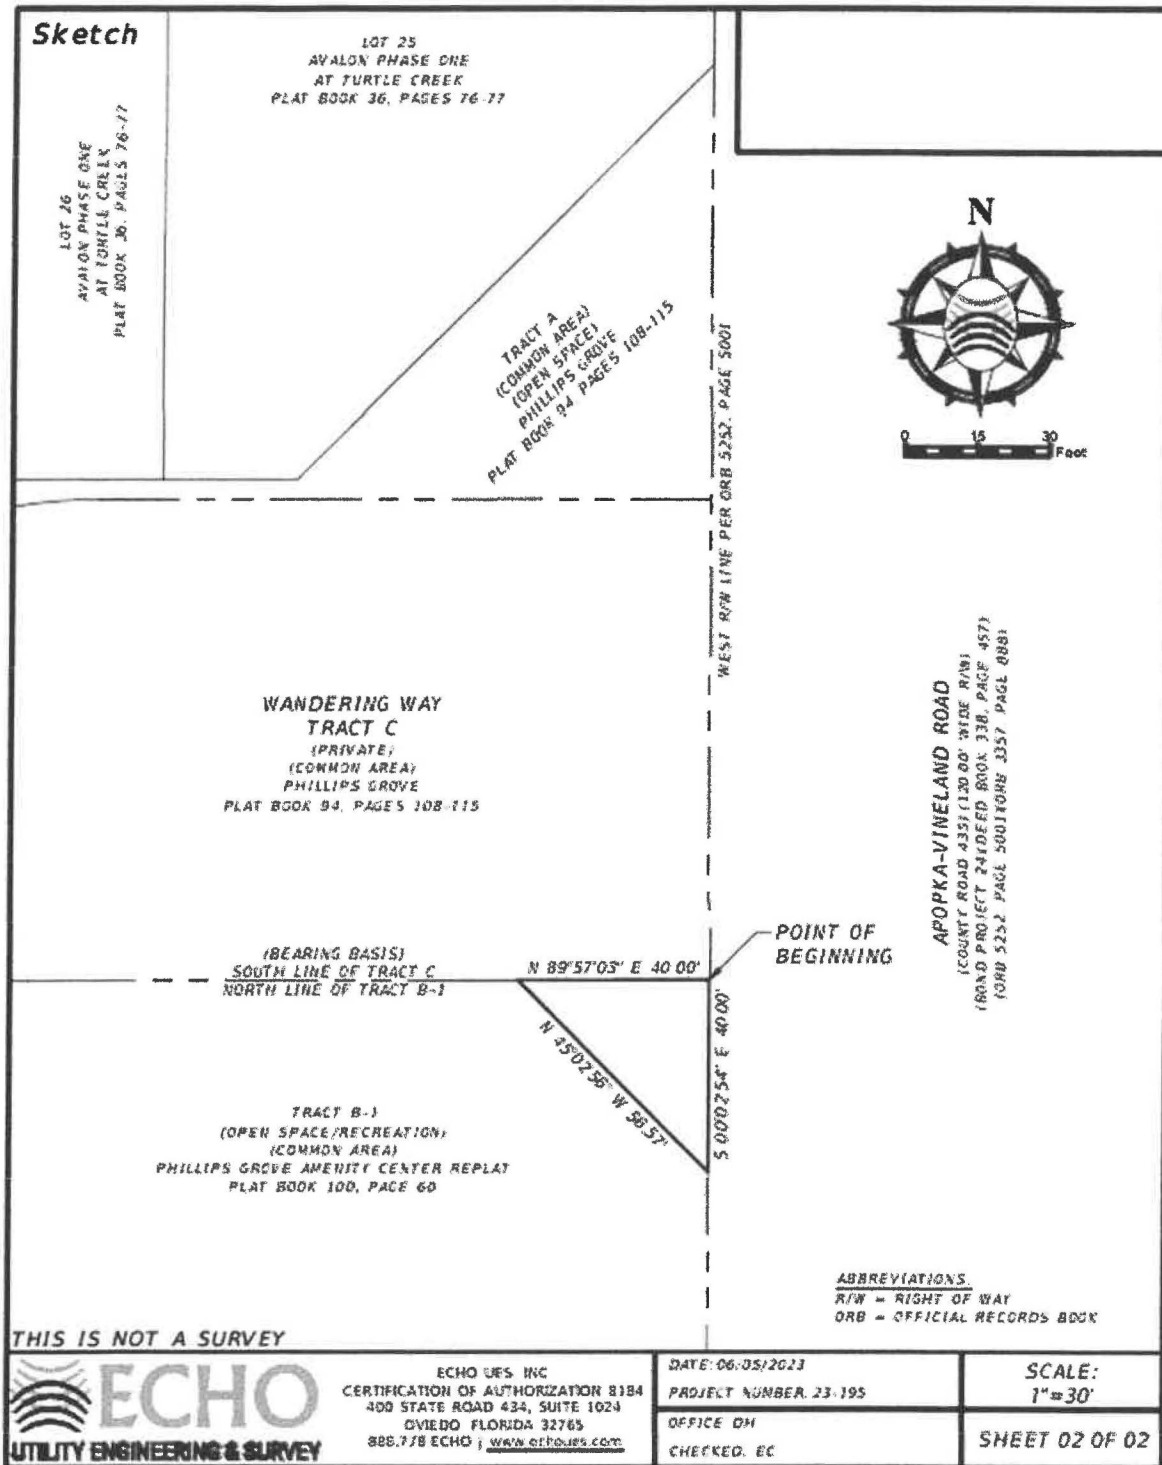 Sketch
LOT 25
AVALON PHASE ONE
AT TURTLE CREEK
PLAT BOOK 36, PAGES 76-77
LOT 26
AVALON PHASE ONE
AT TURTLE CREEK
PLAT BOOK 36, PAGES 76-77
N
0 15 30
Feet
TRACT A
(COMMON AREA)
(OPEN SPACE)
PHILLIPS GROVE
PLAT BOOK 94 PAGES 108-115
WEST R/W LINE PER ORB 5252, PAGE 5001
WANDERING WAY
TRACT C
(PRIVATE)
(COMMON AREA)
PHILLIPS GROVE
PLAT BOOK 94, PAGES 108-115
APOPKA-VINELAND ROAD
(COUNTY ROAD 435) (120.00' WIDE R/W)
(ROAD PROJECT 24) (DEED BOOK 338, PAGE 457)
(ORB 5252 PAGE 5001) (ORB 3357 PAGE 888)
POINT OF
BEGINNING
(BEARING BASIS)
SOUTH LINE OF TRACT C
NORTH LINE OF TRACT B-1
N 89°57'03" E 40.00'
S 00°02'54" E 40.00'
N 45°02'56" W 56.57'
TRACT B-1
(OPEN SPACE/RECREATION)
(COMMON AREA)
PHILLIPS GROVE AMENITY CENTER REPLAT
PLAT BOOK 100, PAGE 60
ABBREVIATIONS:
R/W = RIGHT OF WAY
ORB = OFFICIAL RECORDS BOOK
THIS IS NOT A SURVEY
ECHO
UTILITY ENGINEERING & SURVEY
ECHO UES, INC
CERTIFICATION OF AUTHORIZATION 8184
400 STATE ROAD 434, SUITE 1024
OVIEDO FLORIDA 32765
888.778 ECHO | www.echoues.com
DATE: 06/05/2023
PROJECT NUMBER: 23-195
OFFICE: DH
CHECKED: EC
SCALE:
1"=30'
SHEET 02 OF 02